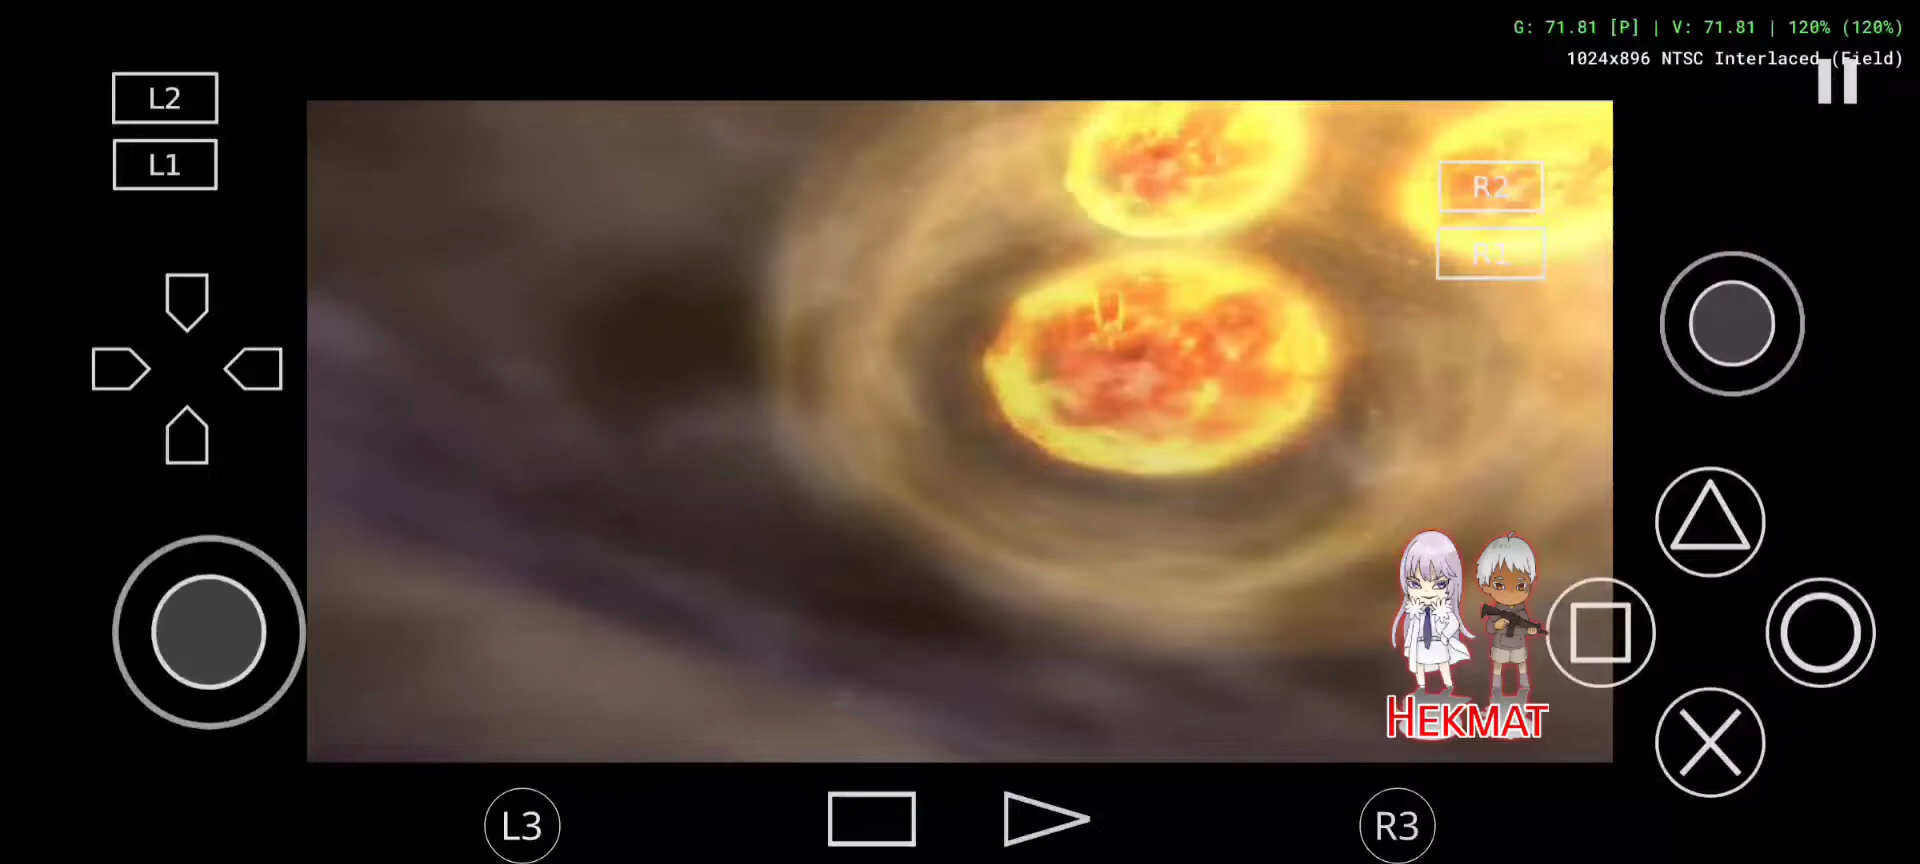 G: 71.81 [P] | V: 71.81 | 120% (120%)
1024x896 NTSC Interlaced (Field)
L2
L1
R2
R1
HEKMAT
L3
R3